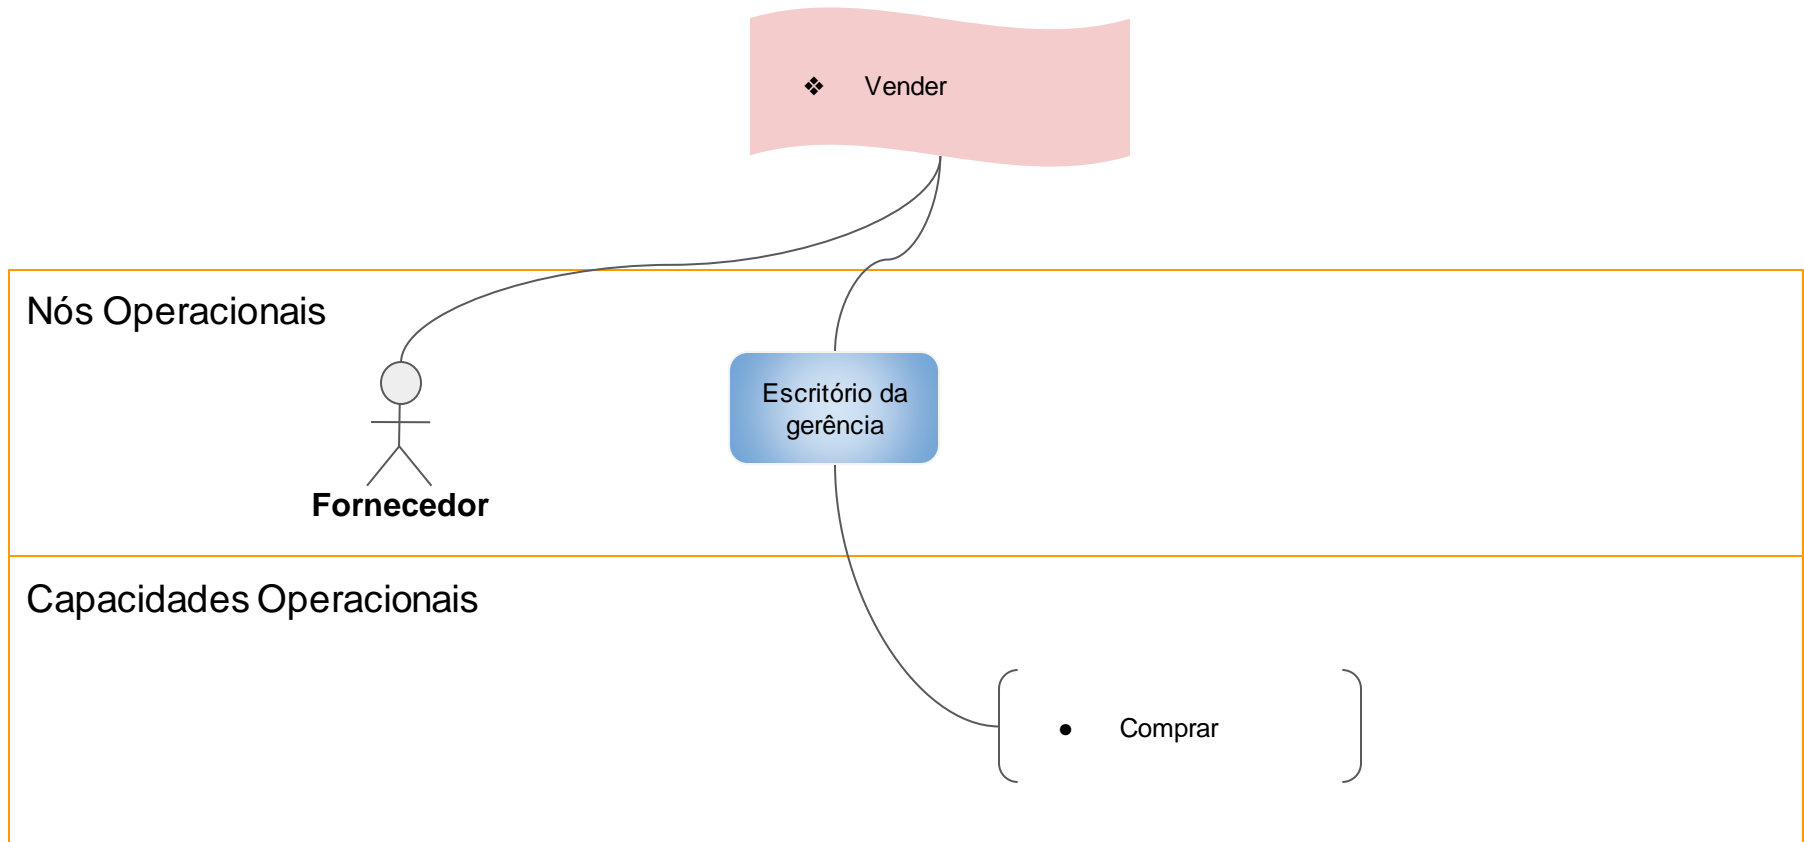 ❖ Vender
Nós Operacionais
Escritório da
gerência
Fornecedor
Capacidades Operacionais
● Comprar